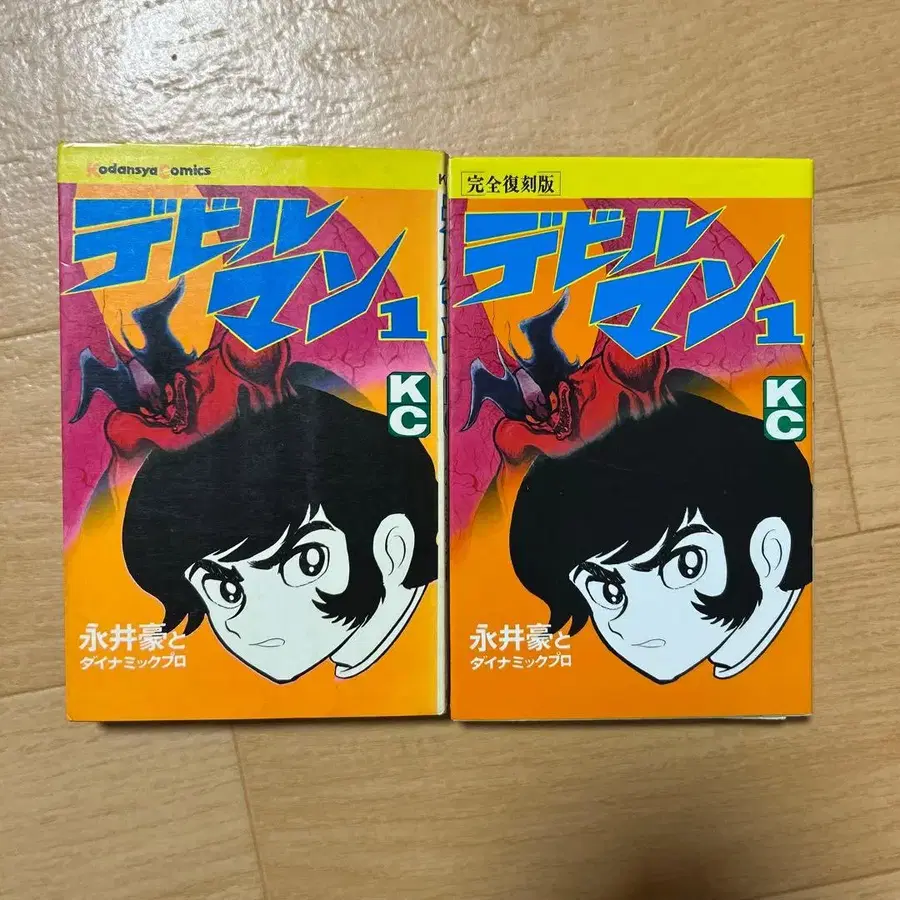 Kodansya Comics
デビル
マン 1
KC
永井豪と
ダイナミックプロ
完全復刻版
デビル
マン 1
KC
永井豪と
ダイナミックプロ